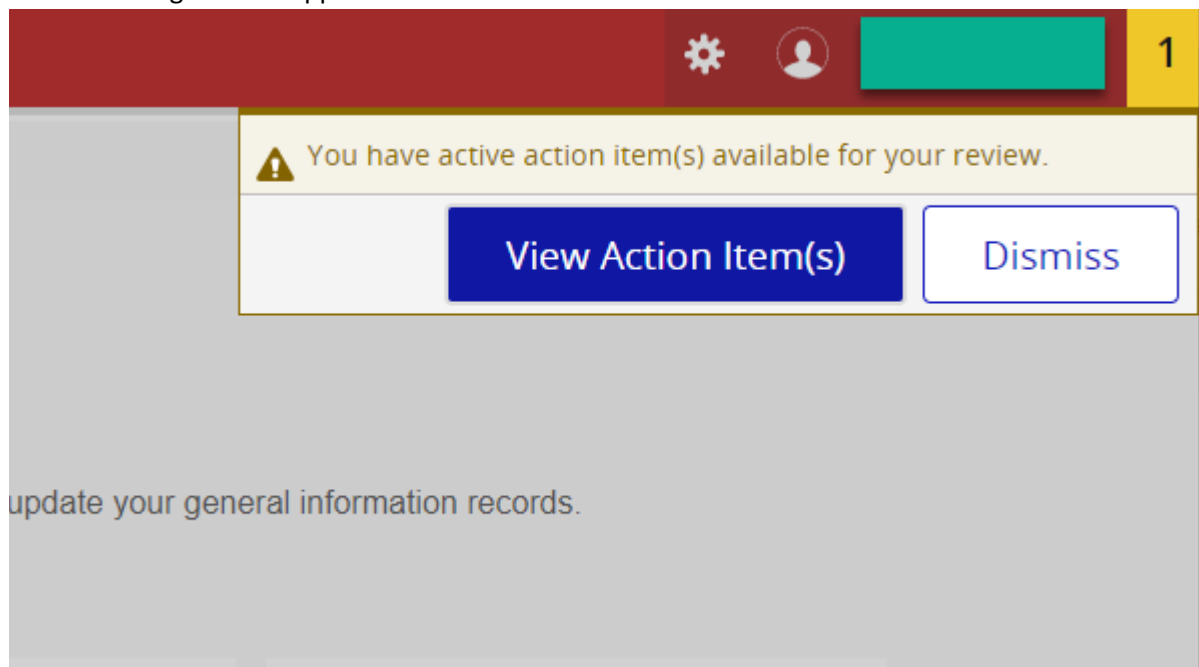 1
You have active action item(s) available for your review.
View Action Item(s)
Dismiss
update your general information records.